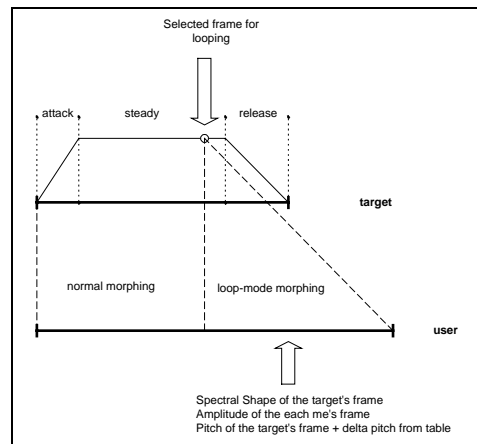 Selected frame for
looping
attack
steady
release
target
normal morphing
loop-mode morphing
user
Spectral Shape of the target's frame
Amplitude of the each me's frame
Pitch of the target's frame + delta pitch from table